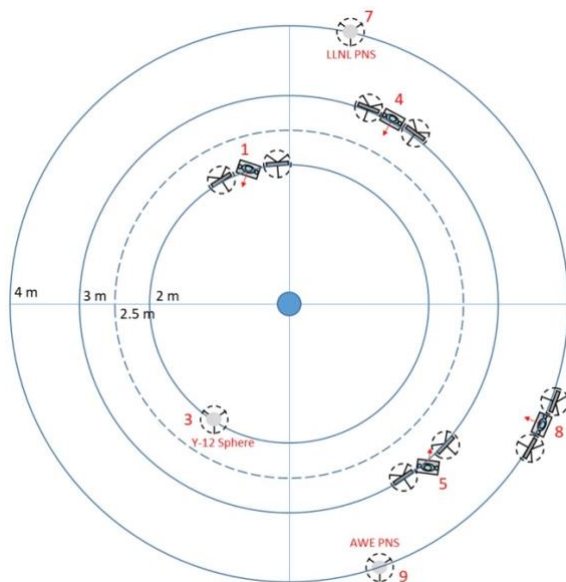 7
LLNL PNS
4
1
4 m
3 m
2 m
2.5 m
3
Y-12 Sphere
8
5
AWE PNS
9